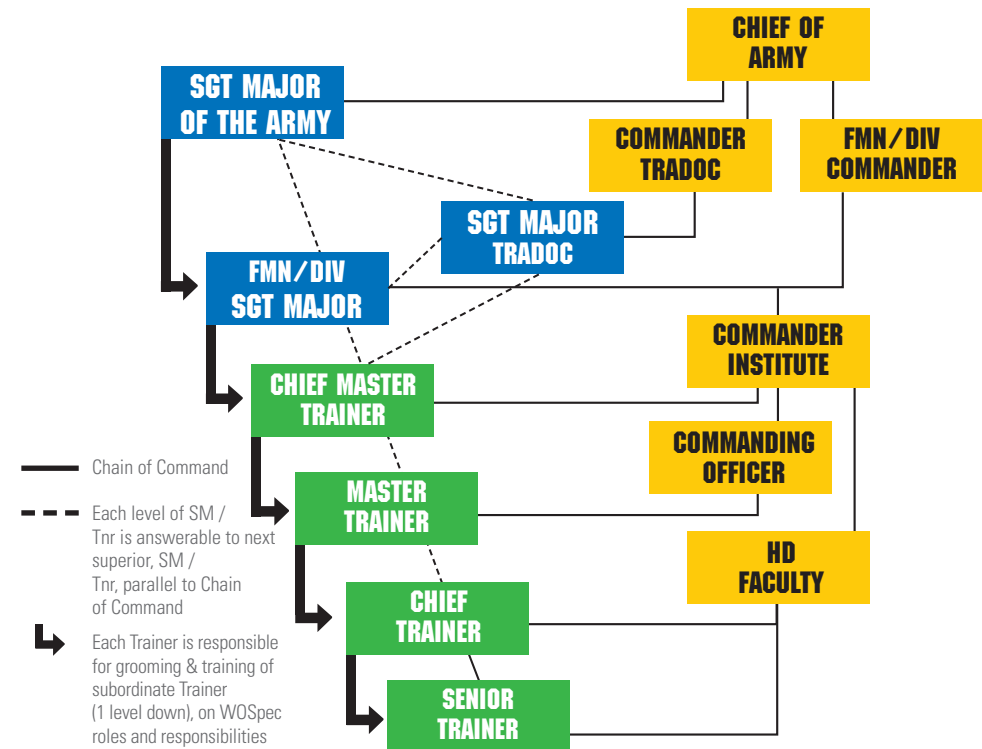 CHIEF OF
ARMY
SGT MAJOR
OF THE ARMY
COMMANDER
TRADOC
FMN/DIV
COMMANDER
SGT MAJOR
TRADOC
FMN/DIV
SGT MAJOR
COMMANDER
INSTITUTE
CHIEF MASTER
TRAINER
COMMANDING
OFFICER
MASTER
TRAINER
HD
FACULTY
CHIEF
TRAINER
SENIOR
TRAINER
Chain of Command
Each level of SM /
Tnr is answerable to next
superior, SM /
Tnr, parallel to Chain
of Command
Each Trainer is responsible
for grooming & training of
subordinate Trainer
(1 level down), on WOSpec
roles and responsibilities